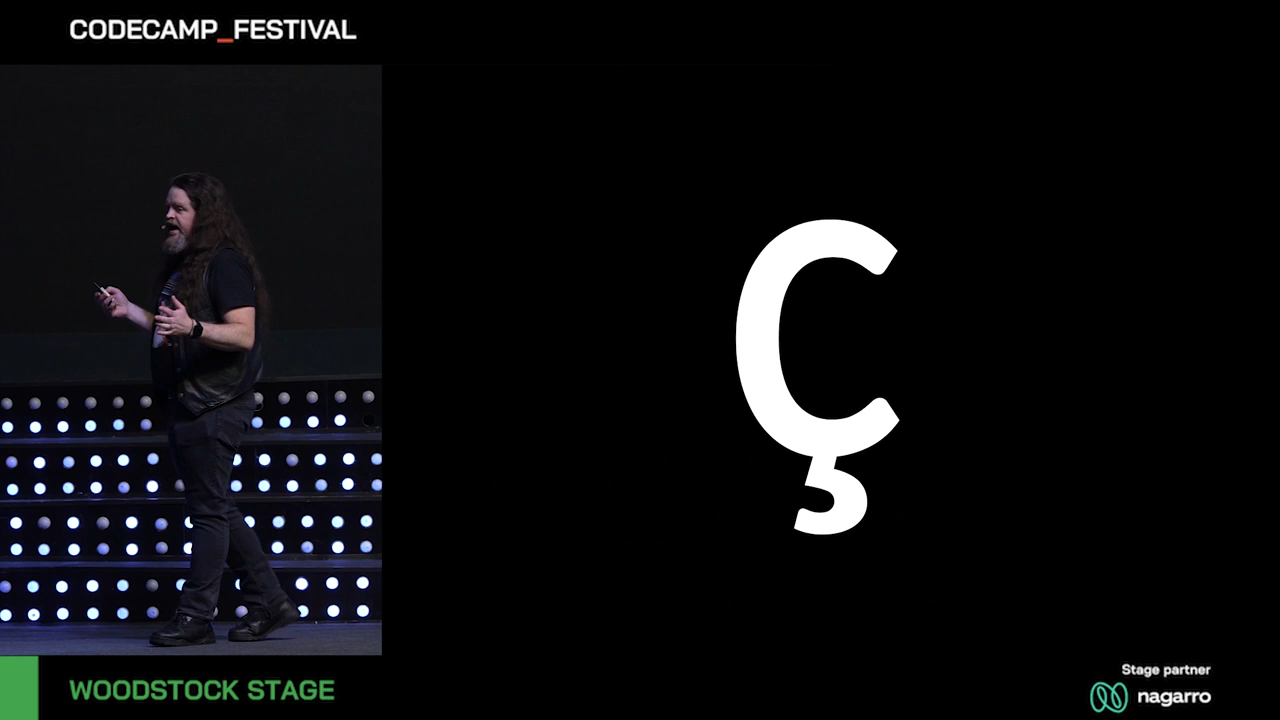 CODECAMP_FESTIVAL
Ç
WOODSTOCK STAGE
Stage partner
nagarro